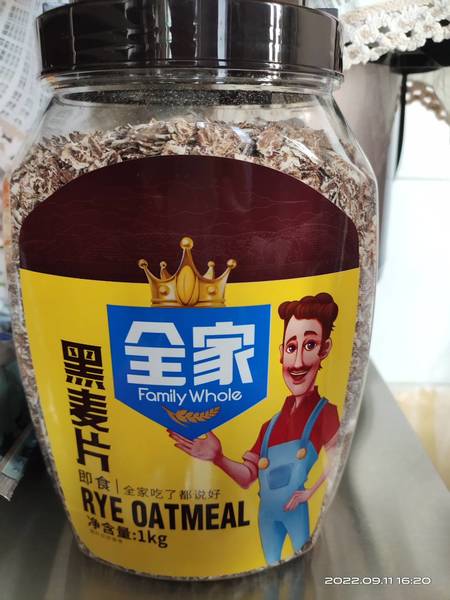 全家
Family Whole
黑麦片
即食 | 全家吃了都说好
RYE OATMEAL
净含量:1kg
2022.09.11 16:20